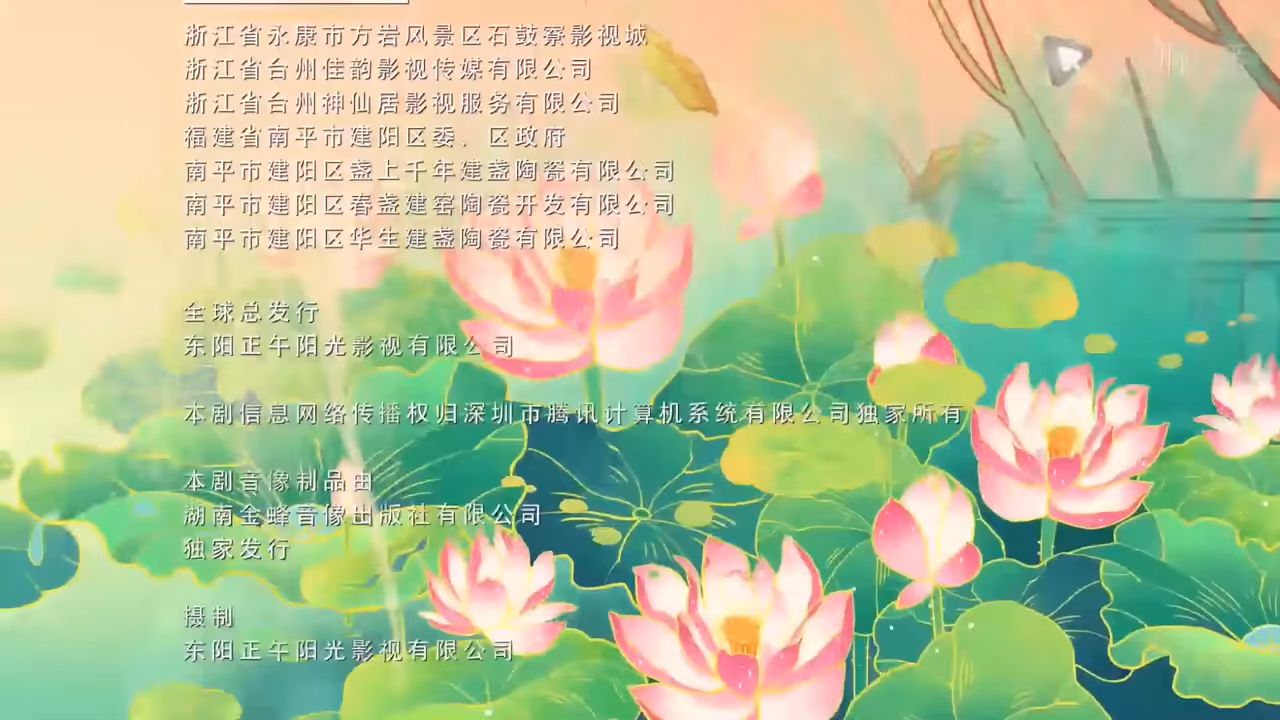 浙江省永康市方岩风景区石鼓寮影视城
浙江省台州佳韵影视传媒有限公司
浙江省台州神仙居影视服务有限公司
福建省南平市建阳区委、区政府
南平市建阳区盏上千年建盏陶瓷有限公司
南平市建阳区春盏建窑陶瓷开发有限公司
南平市建阳区华生建盏陶瓷有限公司
全球总发行
东阳正午阳光影视有限公司
本剧信息网络传播权归深圳市腾讯计算机系统有限公司独家所有
本剧音像制品由
湖南金蜂音像出版社有限公司
独家发行
摄制
东阳正午阳光影视有限公司